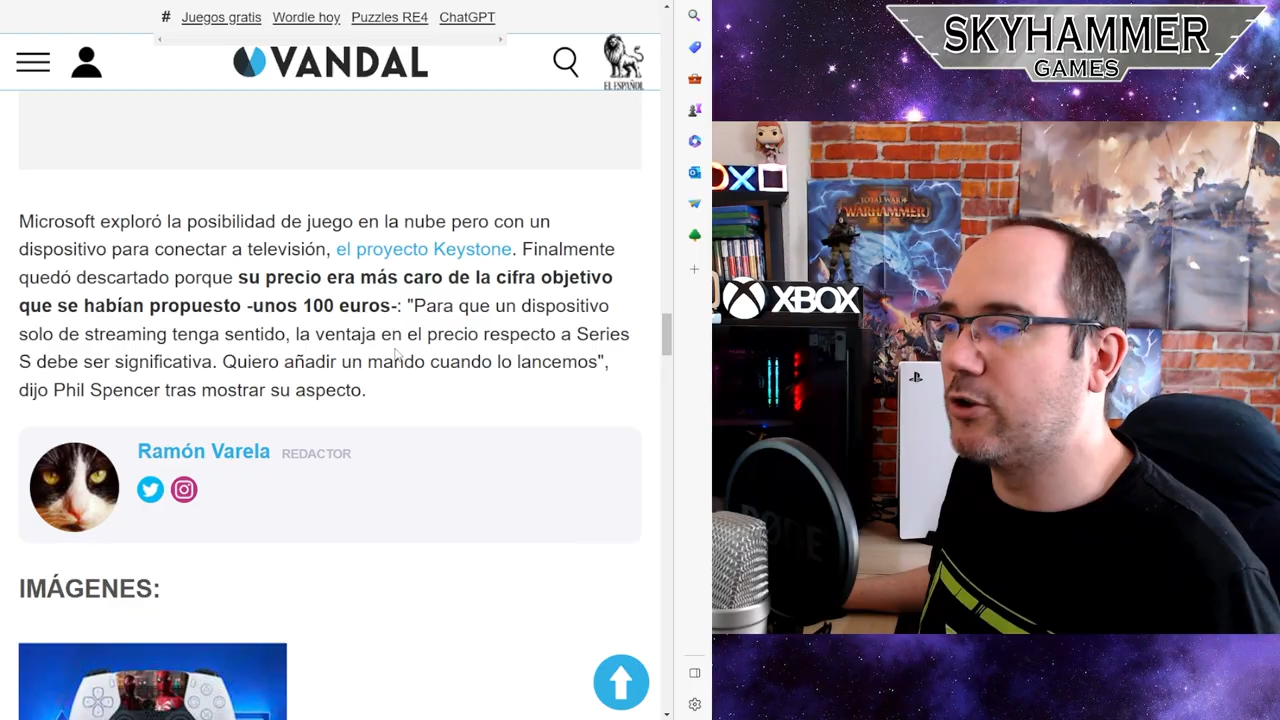 # Juegos gratis Wordle hoy Puzzles RE4 ChatGPT
VANDAL
EL ESPAÑOL
Microsoft exploró la posibilidad de juego en la nube pero con un
dispositivo para conectar a televisión, el proyecto Keystone. Finalmente
quedó descartado porque su precio era más caro de la cifra objetivo
que se habían propuesto -unos 100 euros-: "Para que un dispositivo
solo de streaming tenga sentido, la ventaja en el precio respecto a Series
S debe ser significativa. Quiero añadir un mando cuando lo lancemos",
dijo Phil Spencer tras mostrar su aspecto.
Ramón Varela REDACTOR
IMÁGENES:
SKYHAMMER
GAMES
TOTAL WAR
WARHAMMER
II
XBOX
RØDE